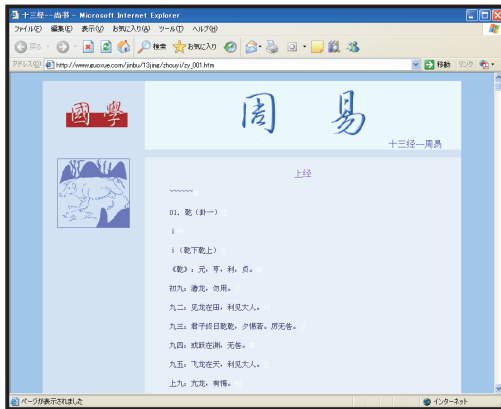 十三经--尚书 - Microsoft Internet Explorer
ファイル(F) 編集(E) 表示(V) お気に入り(A) ツール(T) ヘルプ(H)
戻る 検索 お気に入り
アドレス(D) http://www.guoxue.com/jinbu/13jing/zhouyi/zy_001.htm 移動 リンク
國學
周易
十三经--周易
上经
~~~~~~
01. 乾（卦一）
i
i（乾下乾上）
《乾》：元，亨，利，贞。
初九：潜龙，勿用。
九二：见龙在田，利见大人。
九三：君子终日乾乾，夕惕若。厉无咎。
九四：或跃在渊，无咎。
九五：飞龙在天，利见大人。
上九：亢龙，有悔。
ページが表示されました インターネット